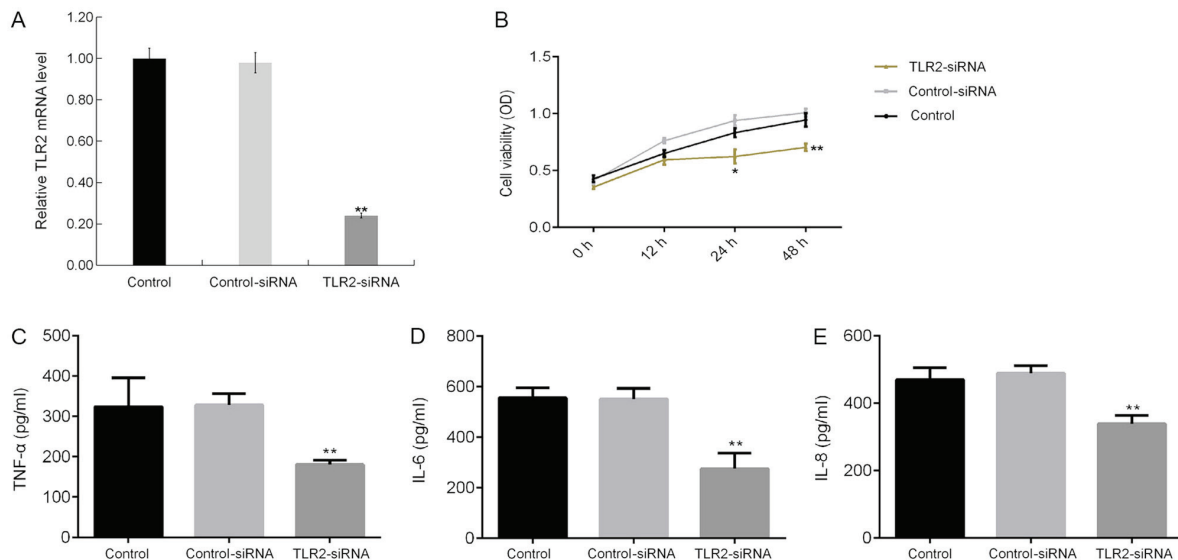 A
Relative TLR2 mRNA level
1.20
1.00
0.80
0.60
0.40
0.20
0.00
**
Control
Control-siRNA
TLR2-siRNA
B
Cell viability (OD)
1.5
1.0
0.5
0.0
*
**
0 h
12 h
24 h
48 h
TLR2-siRNA
Control-siRNA
Control
C
TNF-α (pg/ml)
500
400
300
200
100
0
**
Control
Control-siRNA
TLR2-siRNA
D
IL-6 (pg/ml)
800
600
400
200
0
**
Control
Control-siRNA
TLR2-siRNA
E
IL-8 (pg/ml)
600
400
200
0
**
Control
Control-siRNA
TLR2-siRNA